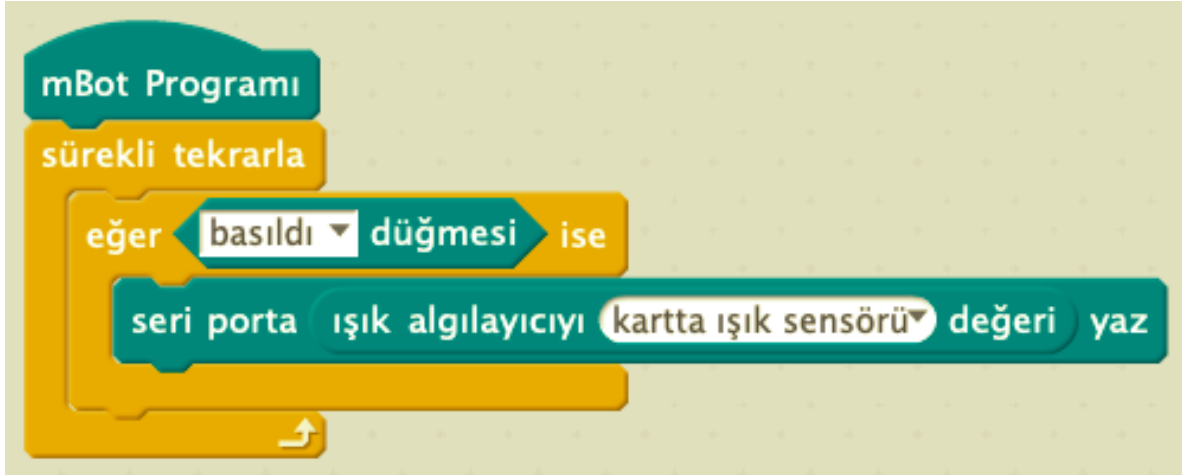 mBot Programı
sürekli tekrarla
eğer basıldı düğmesi ise
seri porta ışık algılayıcıyı kartta ışık sensörü değeri yaz